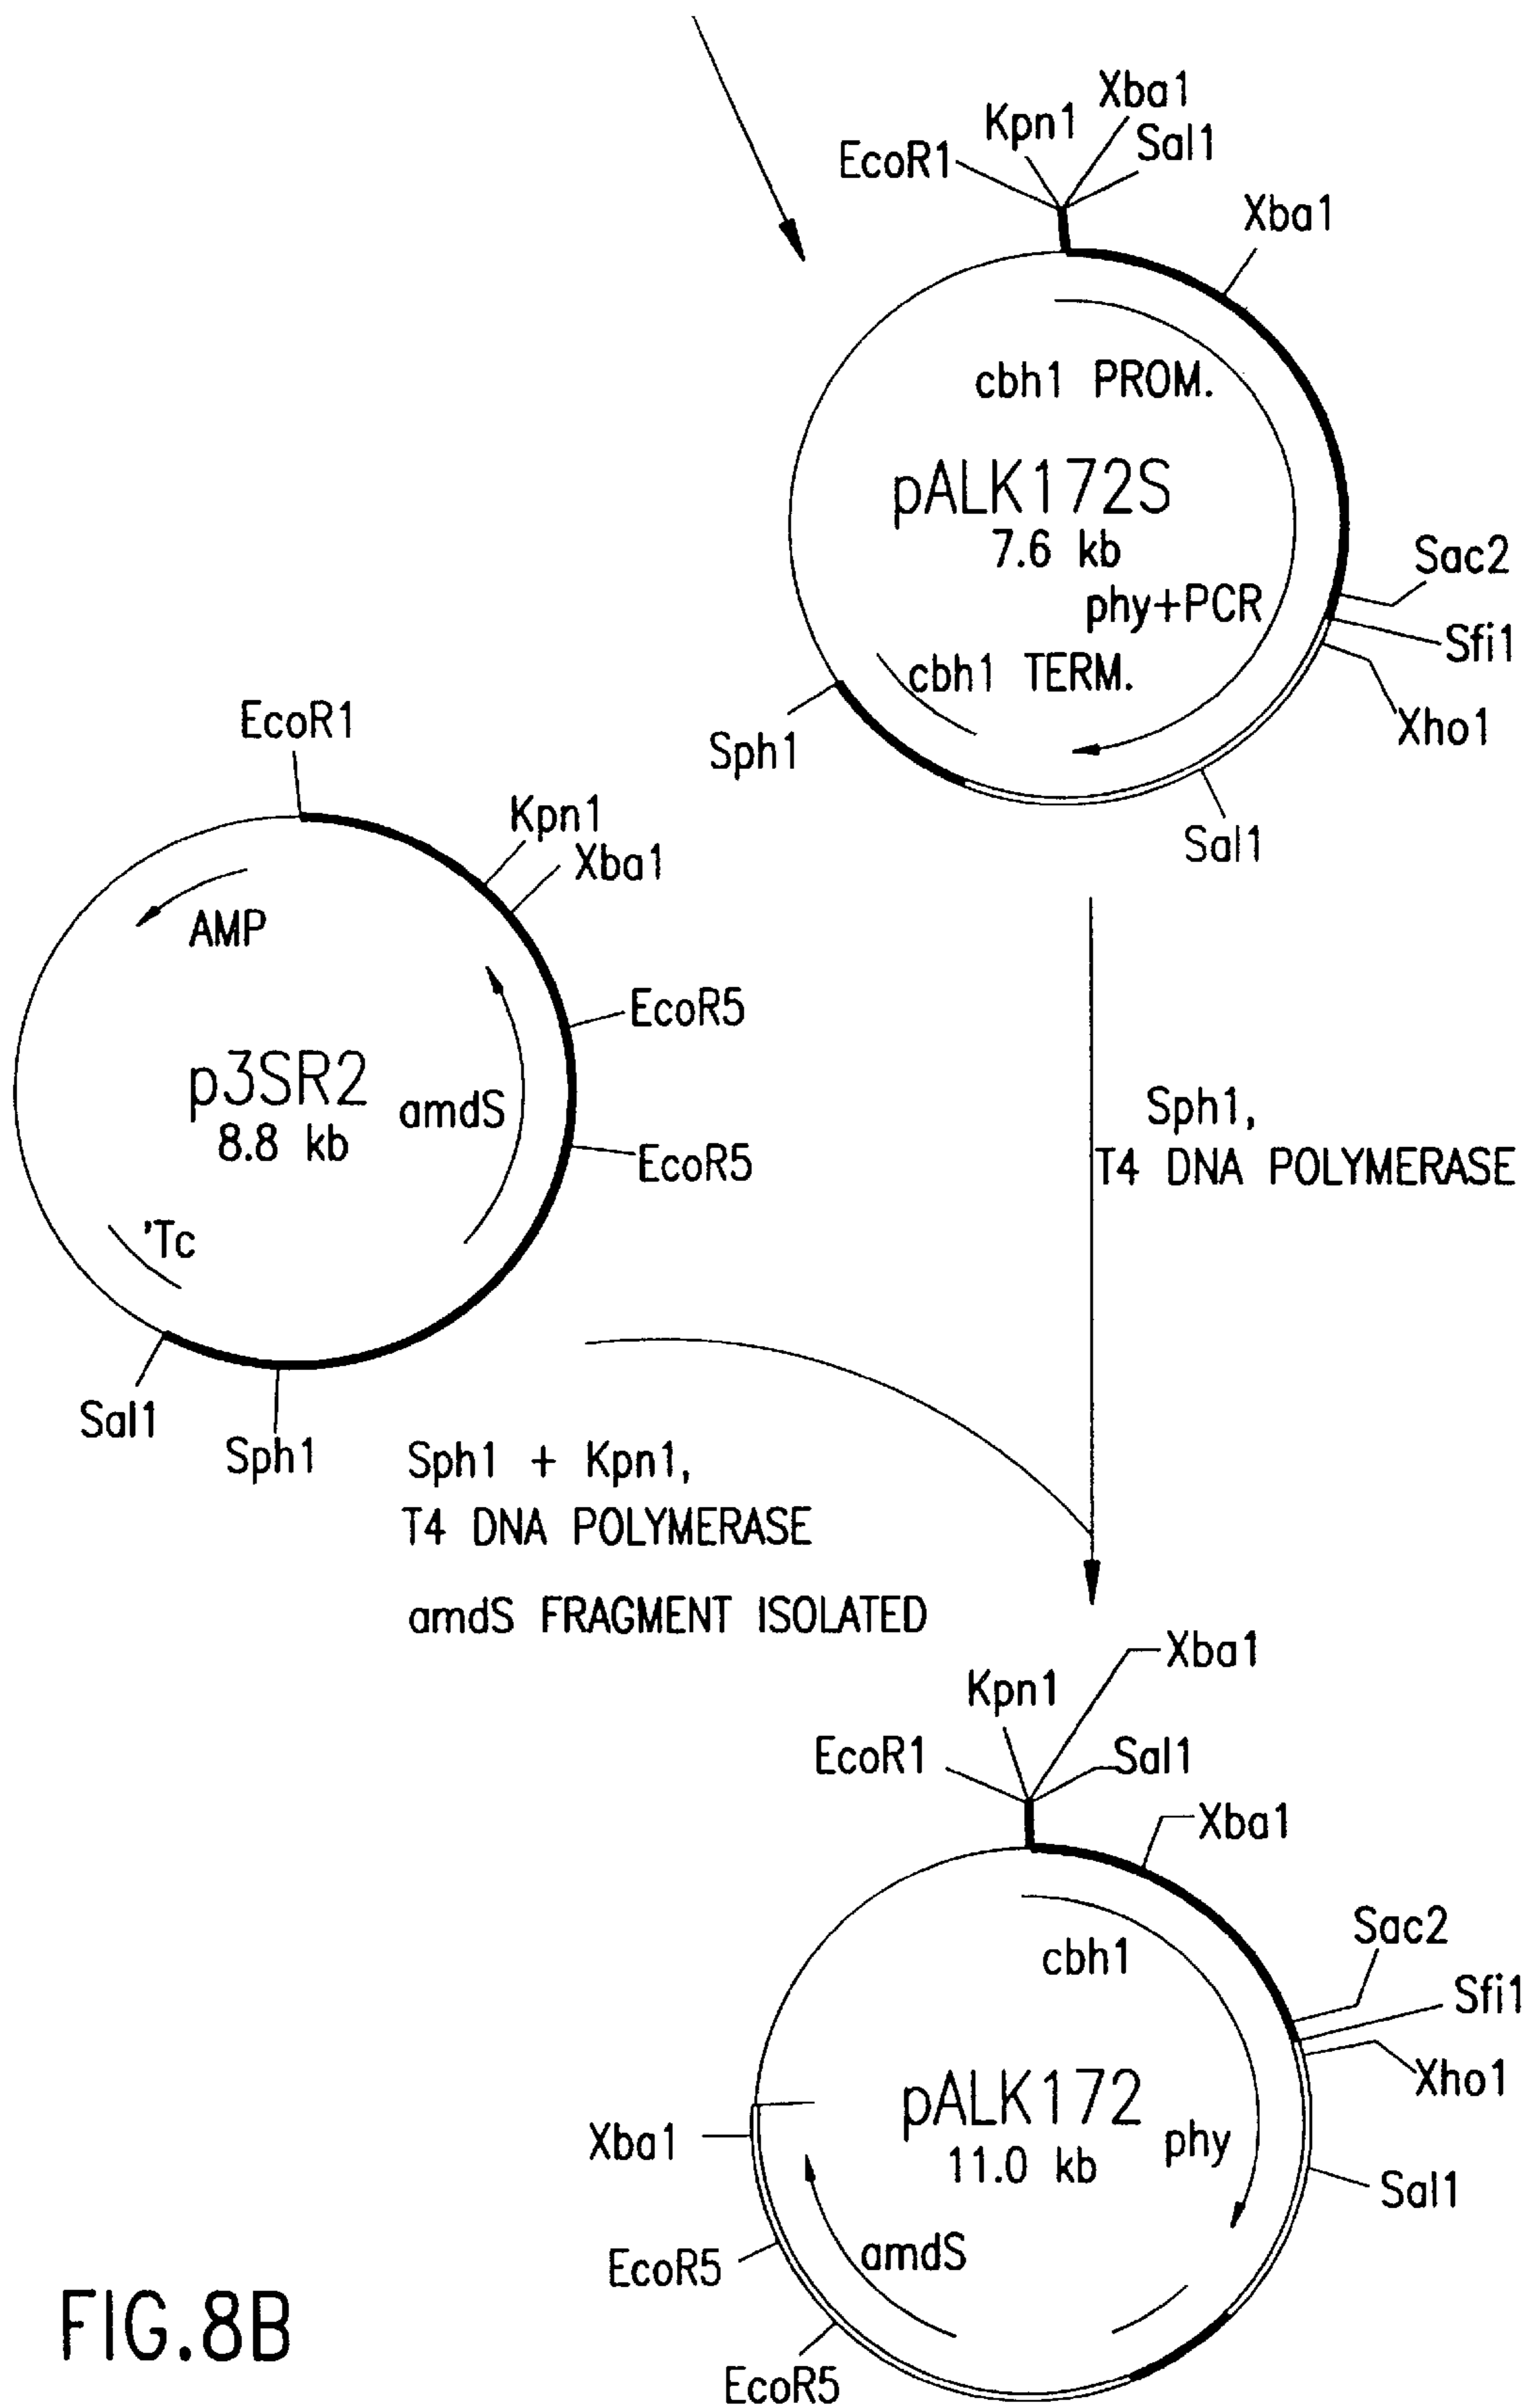 Xba1
Kpn1
Sal1
EcoR1
Xba1
cbh1 PROM.
pALK172S
7.6 kb
Sac2
phy+PCR
Sfi1
cbh1 TERM.
Xho1
Sph1
Sal1
EcoR1
Kpn1
Xba1
AMP
EcoR5
p3SR2
amdS
8.8 kb
EcoR5
'Tc
Sal1
Sph1
Sph1,
T4 DNA POLYMERASE
Sph1 + Kpn1,
T4 DNA POLYMERASE
amdS FRAGMENT ISOLATED
Xba1
Kpn1
EcoR1
Sal1
Xba1
Sac2
cbh1
Sfi1
Xho1
pALK172
11.0 kb
phy
Xba1
Sal1
amdS
EcoR5
EcoR5
FIG.8B